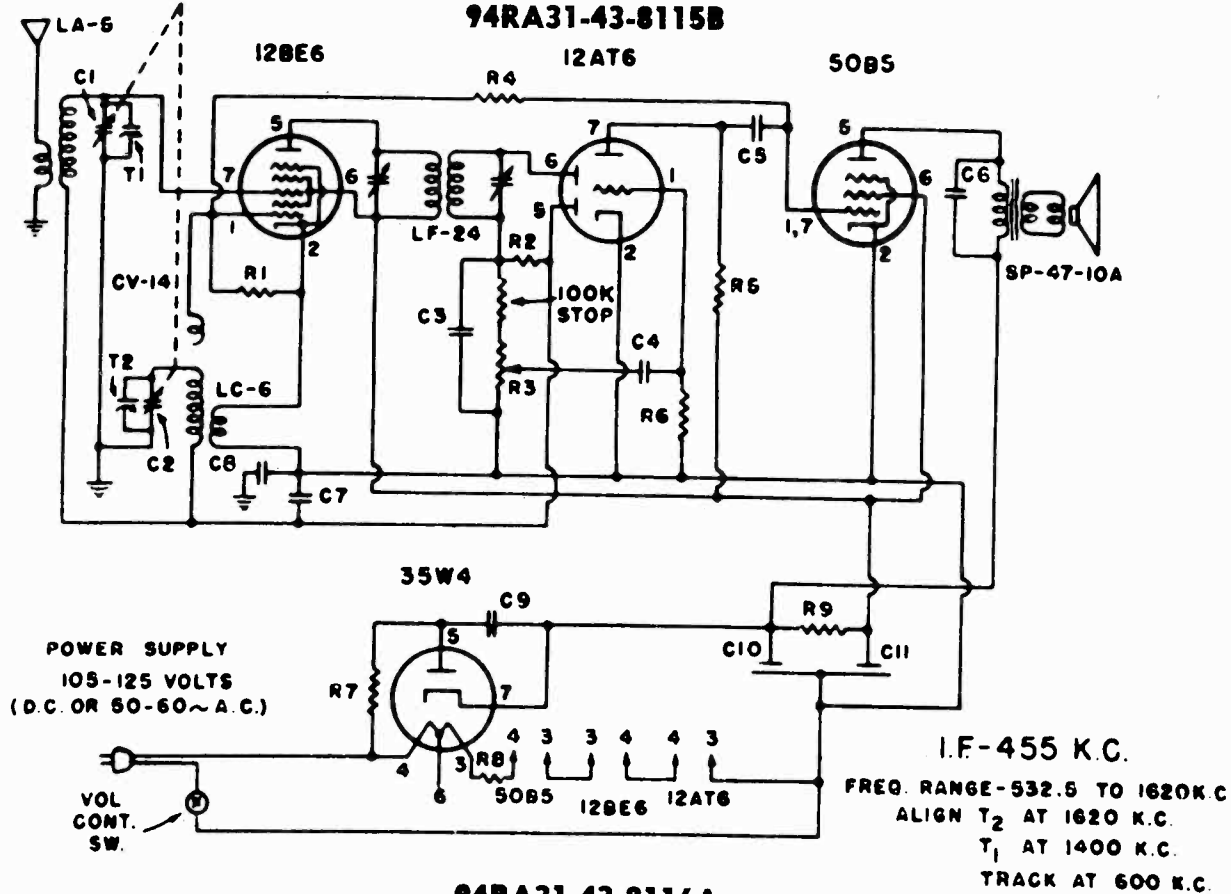 94RA31-43-8115B
LA-6
12BE6
12AT6
50B5
C1
T1
R4
5
7
6
1
2
7
6
5
1
2
C5
5
6
1,7
2
C6
SP-47-10A
CV-14
R1
LF-24
R2
100K
STOP
C3
R3
C4
R5
R6
T2
LC-6
C2
C8
C7
35W4
C9
5
7
R7
4
6
3
R8
R9
C10
C11
POWER SUPPLY
105-125 VOLTS
(D.C. OR 50-60~ A.C.)
VOL
CONT.
SW.
4 3 3 4 4 3
50B5
12BE6
12AT6
I.F.-455 K.C.
FREQ. RANGE-532.5 TO 1620K.C
ALIGN T2 AT 1620 K.C.
T1 AT 1400 K.C.
TRACK AT 600 K.C.